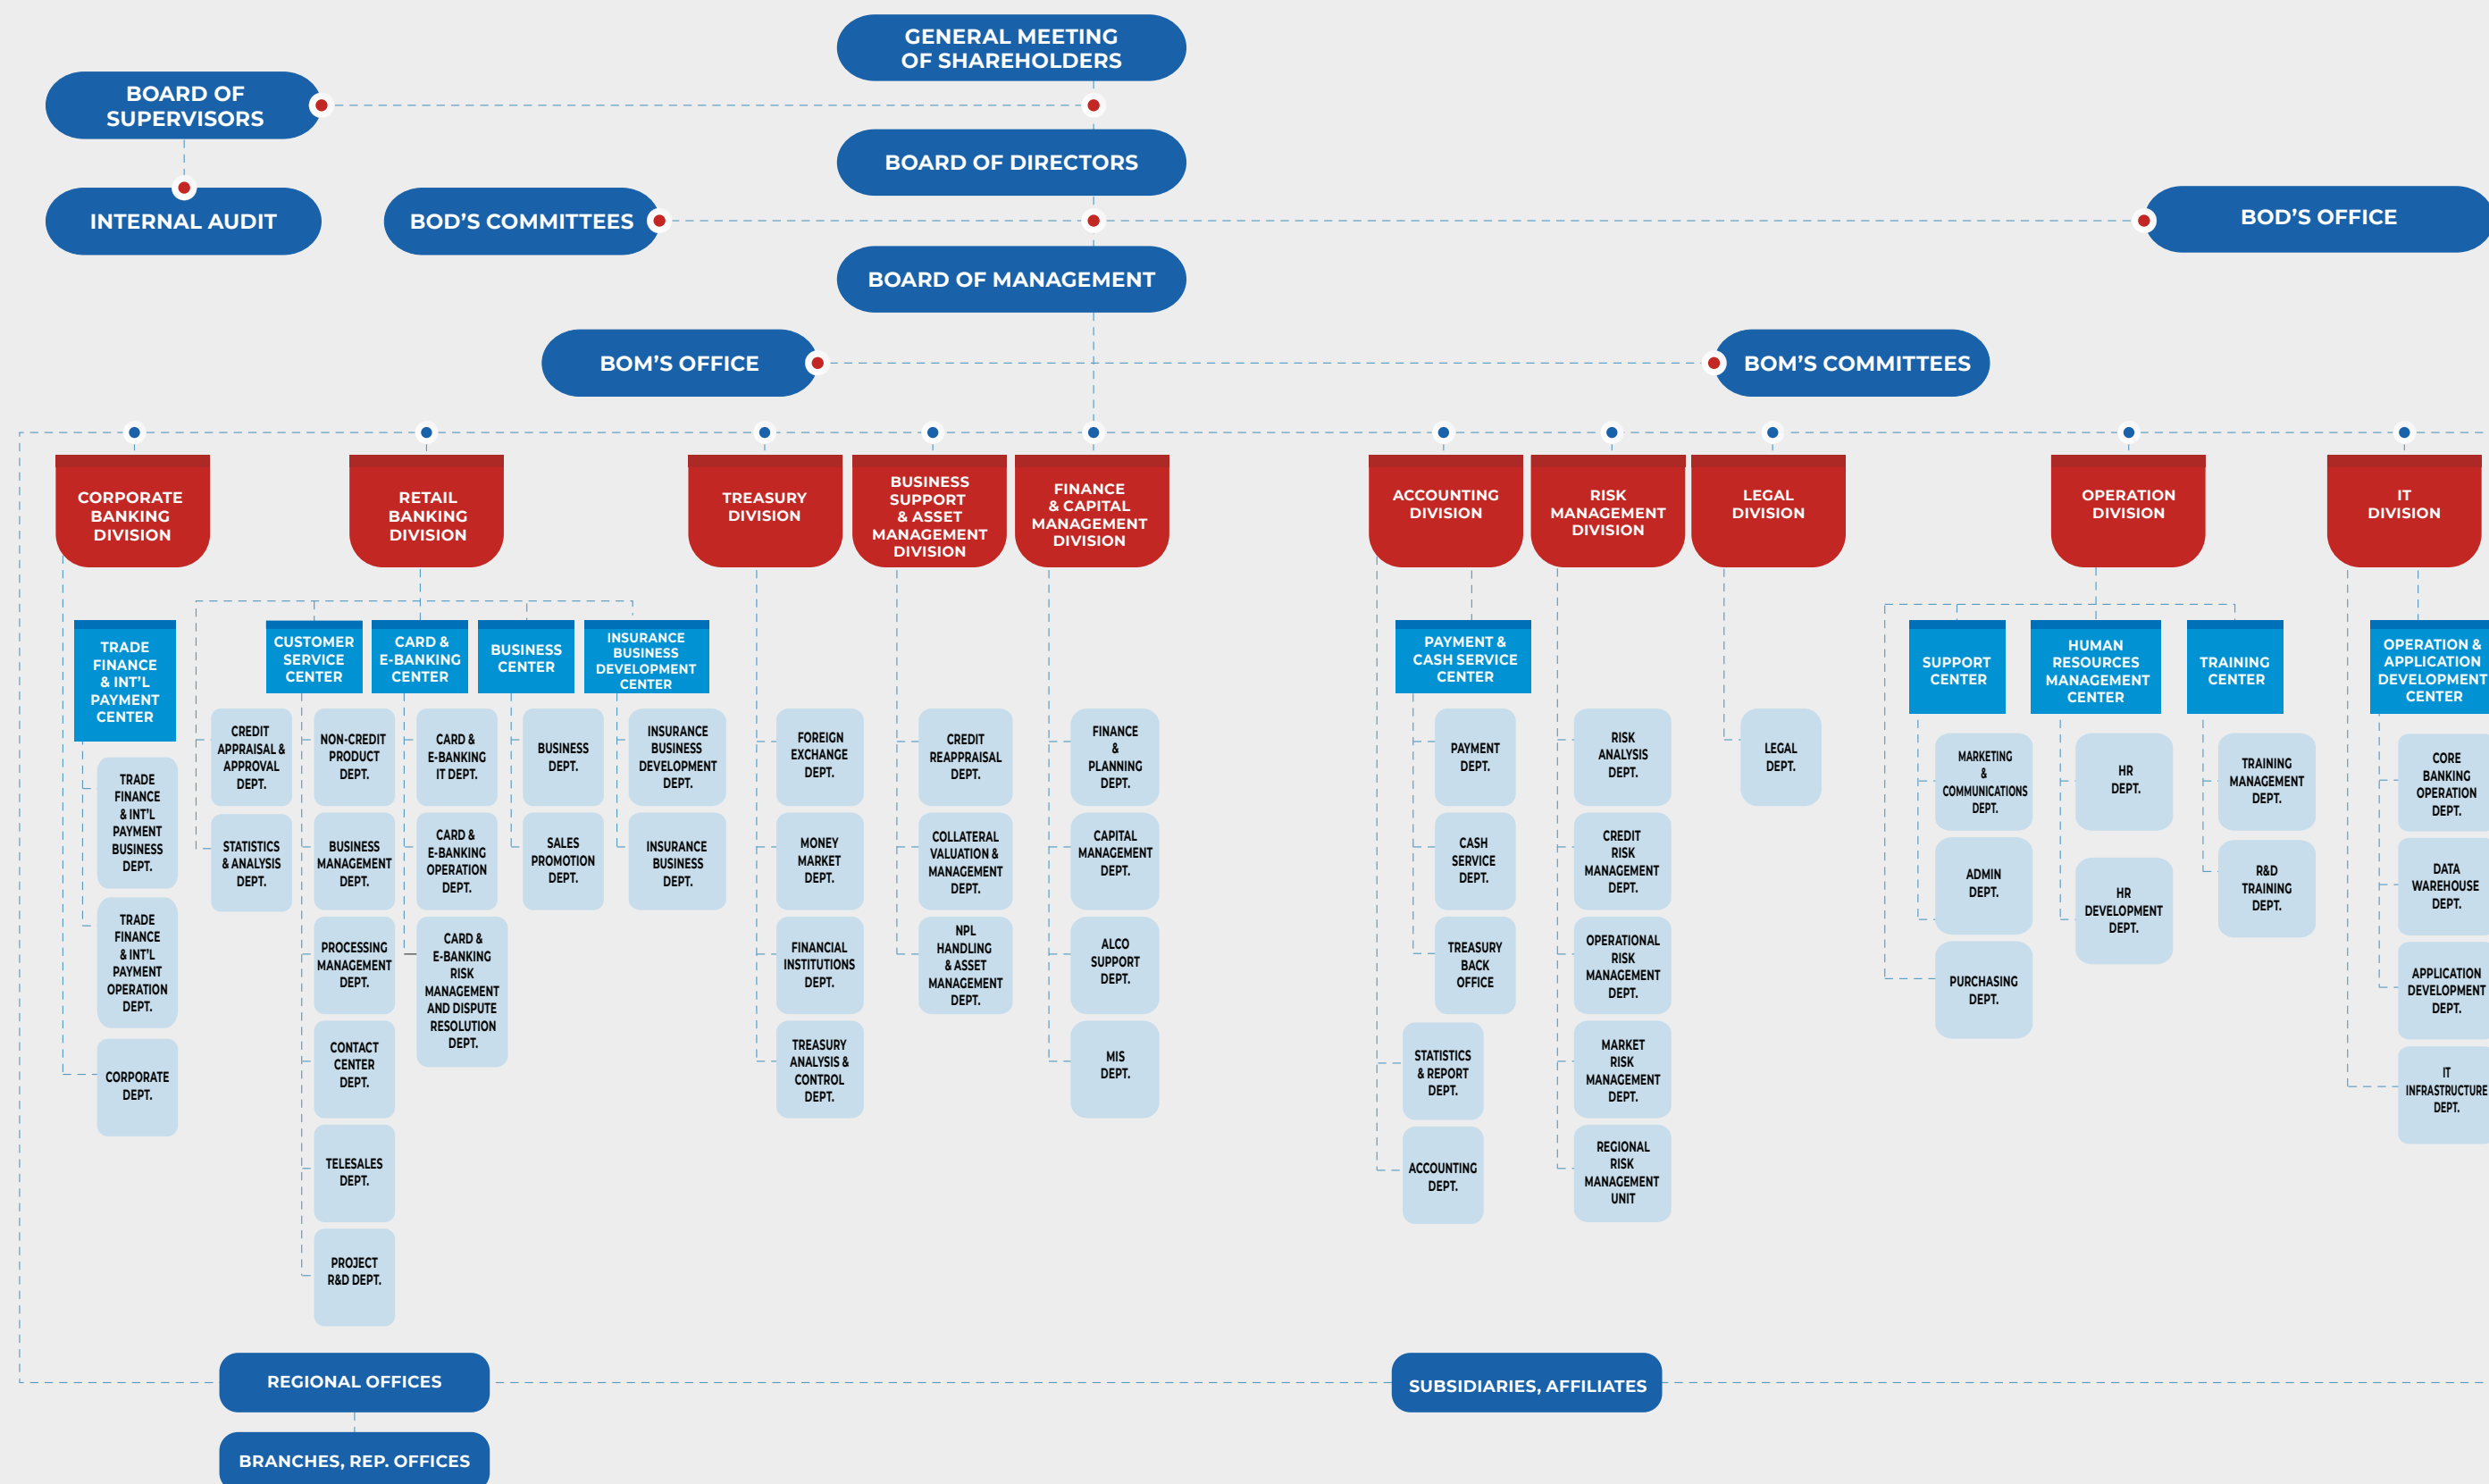 GENERAL MEETING
OF SHAREHOLDERS
BOARD OF
SUPERVISORS
BOARD OF DIRECTORS
INTERNAL AUDIT
BOD'S COMMITTEES
BOD'S OFFICE
BOARD OF MANAGEMENT
BOM'S OFFICE
BOM'S COMMITTEES
CORPORATE
BANKING
DIVISION
RETAIL
BANKING
DIVISION
TREASURY
DIVISION
BUSINESS
SUPPORT
& ASSET
MANAGEMENT
DIVISION
FINANCE
& CAPITAL
MANAGEMENT
DIVISION
ACCOUNTING
DIVISION
RISK
MANAGEMENT
DIVISION
LEGAL
DIVISION
OPERATION
DIVISION
IT
DIVISION
TRADE
FINANCE
& INT'L
PAYMENT
CENTER
CUSTOMER
SERVICE
CENTER
CARD &
E-BANKING
CENTER
BUSINESS
CENTER
INSURANCE
BUSINESS
DEVELOPMENT
CENTER
PAYMENT &
CASH SERVICE
CENTER
SUPPORT
CENTER
HUMAN
RESOURCES
MANAGEMENT
CENTER
TRAINING
CENTER
OPERATION &
APPLICATION
DEVELOPMENT
CENTER
TRADE
FINANCE
& INT'L
PAYMENT
BUSINESS
DEPT.
TRADE
FINANCE
& INT'L
PAYMENT
OPERATION
DEPT.
CORPORATE
DEPT.
CREDIT
APPRAISAL &
APPROVAL
DEPT.
STATISTICS
& ANALYSIS
DEPT.
NON-CREDIT
PRODUCT
DEPT.
BUSINESS
MANAGEMENT
DEPT.
PROCESSING
MANAGEMENT
DEPT.
CONTACT
CENTER
DEPT.
TELESALES
DEPT.
PROJECT
R&D DEPT.
CARD &
E-BANKING
IT DEPT.
CARD &
E-BANKING
OPERATION
DEPT.
CARD &
E-BANKING
RISK
MANAGEMENT
AND DISPUTE
RESOLUTION
DEPT.
BUSINESS
DEPT.
SALES
PROMOTION
DEPT.
INSURANCE
BUSINESS
DEVELOPMENT
DEPT.
INSURANCE
BUSINESS
DEPT.
FOREIGN
EXCHANGE
DEPT.
MONEY
MARKET
DEPT.
FINANCIAL
INSTITUTIONS
DEPT.
TREASURY
ANALYSIS &
CONTROL
DEPT.
CREDIT
REAPPRAISAL
DEPT.
COLLATERAL
VALUATION &
MANAGEMENT
DEPT.
NPL
HANDLING
& ASSET
MANAGEMENT
DEPT.
FINANCE
&
PLANNING
DEPT.
CAPITAL
MANAGEMENT
DEPT.
ALCO
SUPPORT
DEPT.
MIS
DEPT.
PAYMENT
DEPT.
CASH
SERVICE
DEPT.
TREASURY
BACK
OFFICE
STATISTICS
& REPORT
DEPT.
ACCOUNTING
DEPT.
RISK
ANALYSIS
DEPT.
CREDIT
RISK
MANAGEMENT
DEPT.
OPERATIONAL
RISK
MANAGEMENT
DEPT.
MARKET
RISK
MANAGEMENT
DEPT.
REGIONAL
RISK
MANAGEMENT
UNIT
LEGAL
DEPT.
MARKETING
&
COMMUNICATIONS
DEPT.
ADMIN
DEPT.
PURCHASING
DEPT.
HR
DEPT.
HR
DEVELOPMENT
DEPT.
TRAINING
MANAGEMENT
DEPT.
R&D
TRAINING
DEPT.
CORE
BANKING
OPERATION
DEPT.
DATA
WAREHOUSE
DEPT.
APPLICATION
DEVELOPMENT
DEPT.
IT
INFRASTRUCTURE
DEPT.
REGIONAL OFFICES
SUBSIDIARIES, AFFILIATES
BRANCHES, REP. OFFICES